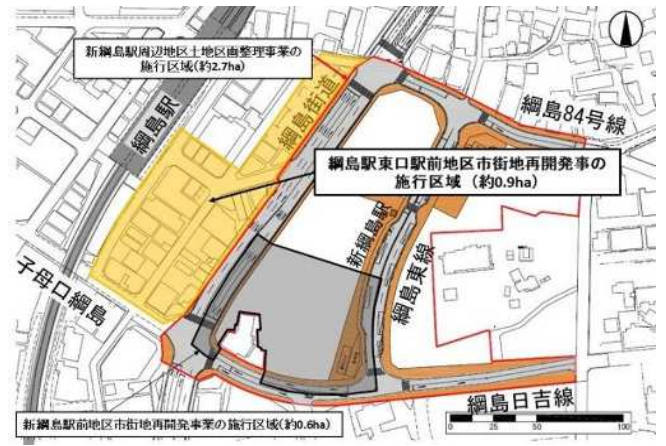 新綱島駅周辺地区土地区画整理事業の
施行区域(約2.7ha)
綱島街道
綱島84号線
綱島駅
綱島駅東口駅前地区市街地再開発事の
施行区域（約0.9ha）
新綱島駅
綱島東線
子母口綱島
綱島日吉線
新綱島駅前地区市街地再開発事業の施行区域(約0.6ha)
0 25 50 100